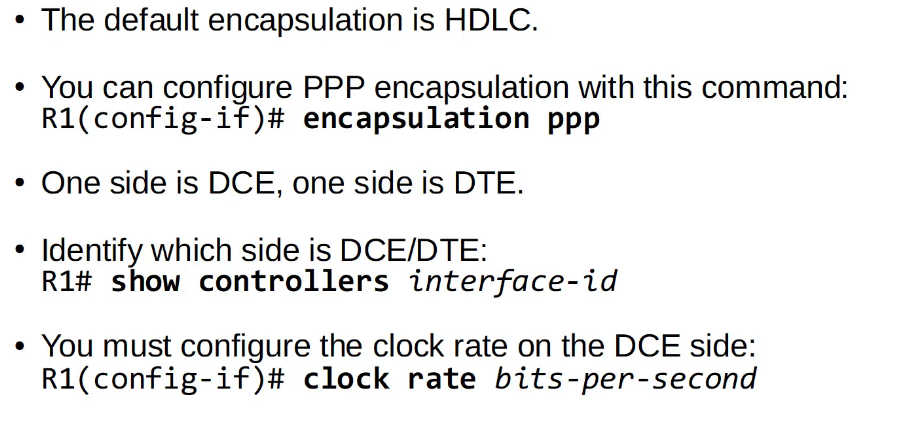 • The default encapsulation is HDLC.
• You can configure PPP encapsulation with this command:
R1(config-if)# encapsulation ppp
• One side is DCE, one side is DTE.
• Identify which side is DCE/DTE:
R1# show controllers interface-id
• You must configure the clock rate on the DCE side:
R1(config-if)# clock rate bits-per-second